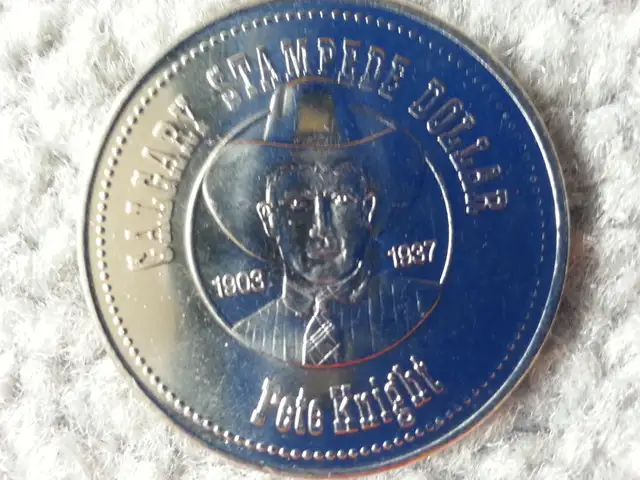 CALGARY STAMPEDE DOLLAR
1903 1937
Pete Knight